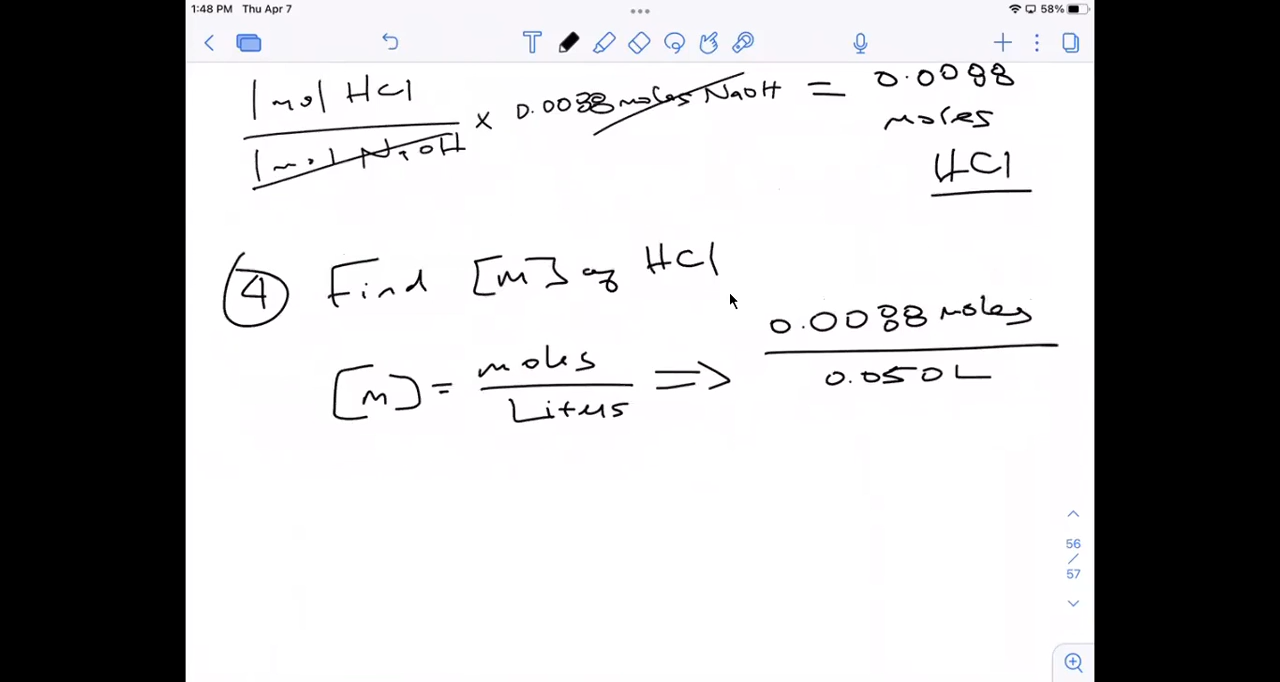 1:48 PM Thu Apr 7
58%
1 mol HCl
1 mol NaOH
x 0.0088 moles NaOH = 0.0088
moles
HCl
4 Find [M] of HCl
[M] = moles
Liters
=> 0.0088 moles
0.050 L
56
/
57